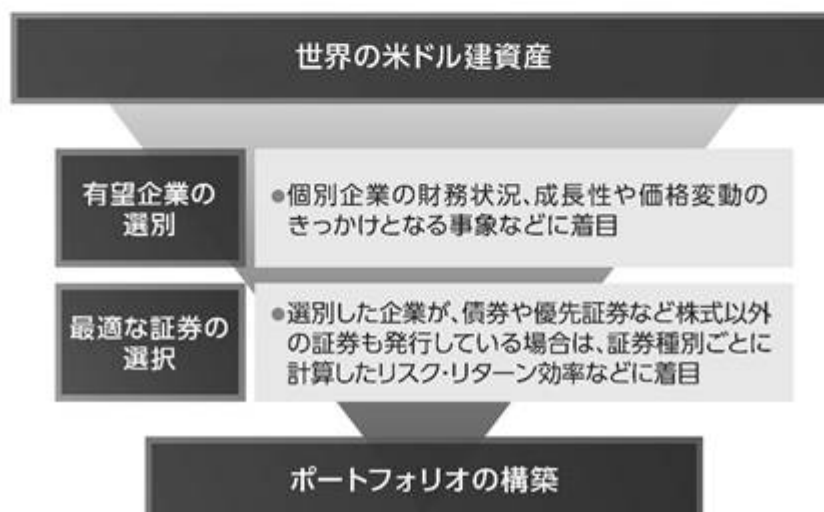 世界の米ドル建資産
有望企業の
選別
●個別企業の財務状況、成長性や価格変動の
きっかけとなる事象などに着目
最適な証券の
選択
●選別した企業が、債券や優先証券など株式以外
の証券も発行している場合は、証券種別ごとに
計算したリスク・リターン効率などに着目
ポートフォリオの構築